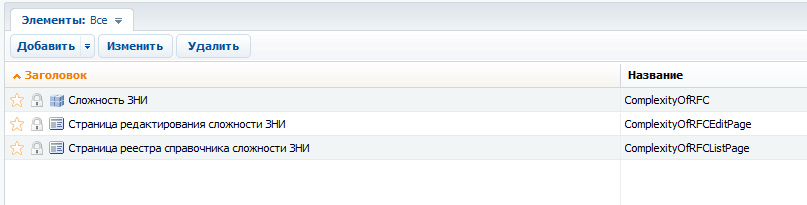 Элементы: Все
Добавить Изменить Удалить
Заголовок Название
Сложность ЗНИ ComplexityOfRFC
Страница редактирования сложности ЗНИ ComplexityOfRFCEditPage
Страница реестра справочника сложности ЗНИ ComplexityOfRFCListPage